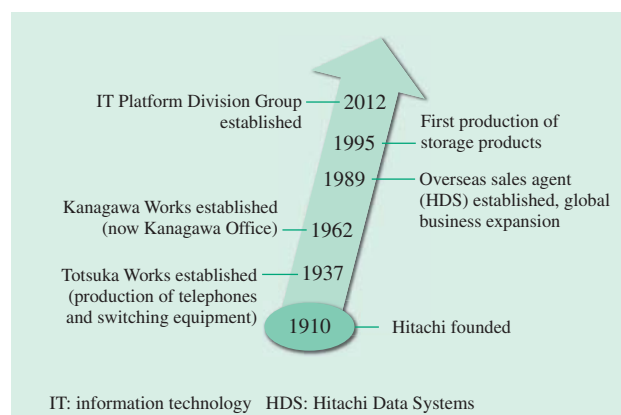 IT Platform Division Group
established
2012
First production of
storage products
1995
1989
Overseas sales agent
(HDS) established, global
business expansion
Kanagawa Works established
(now Kanagawa Office)
1962
Totsuka Works established
(production of telephones
and switching equipment)
1937
1910
Hitachi founded
IT: information technology HDS: Hitachi Data Systems